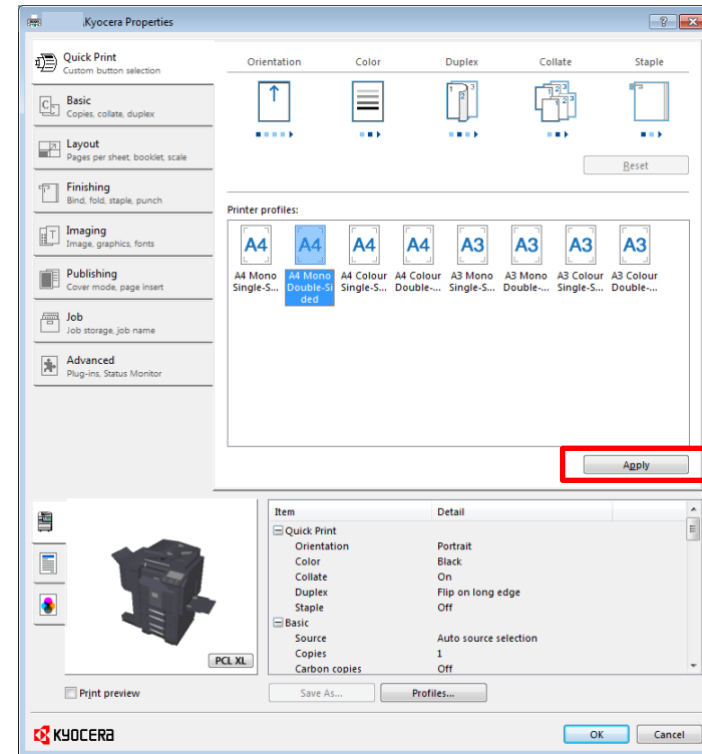 ,Kyocera Properties
Quick Print
Custom button selection
Basic
Copies, collate, duplex
Layout
Pages per sheet, booklet, scale
Finishing
Bind, fold, staple, punch
Imaging
Image, graphics, fonts
Publishing
Cover mode, page insert
Job
Job storage, job name
Advanced
Plug-ins, Status Monitor
Orientation Color Duplex Collate Staple
Reset
Printer profiles:
A4 A4 A4 A4 A3 A3 A3 A3
A4 Mono Single-S...
A4 Mono Double-Si ded
A4 Colour Single-S...
A4 Colour Double-...
A3 Mono Single-S...
A3 Mono Double-...
A3 Colour Single-S...
A3 Colour Double-...
Apply
Item Detail
Quick Print
Orientation Portrait
Color Black
Collate On
Duplex Flip on long edge
Staple Off
Basic
Source Auto source selection
Copies 1
Carbon copies Off
PCL XL
Print preview
Save As... Profiles...
KYOCERA
OK Cancel